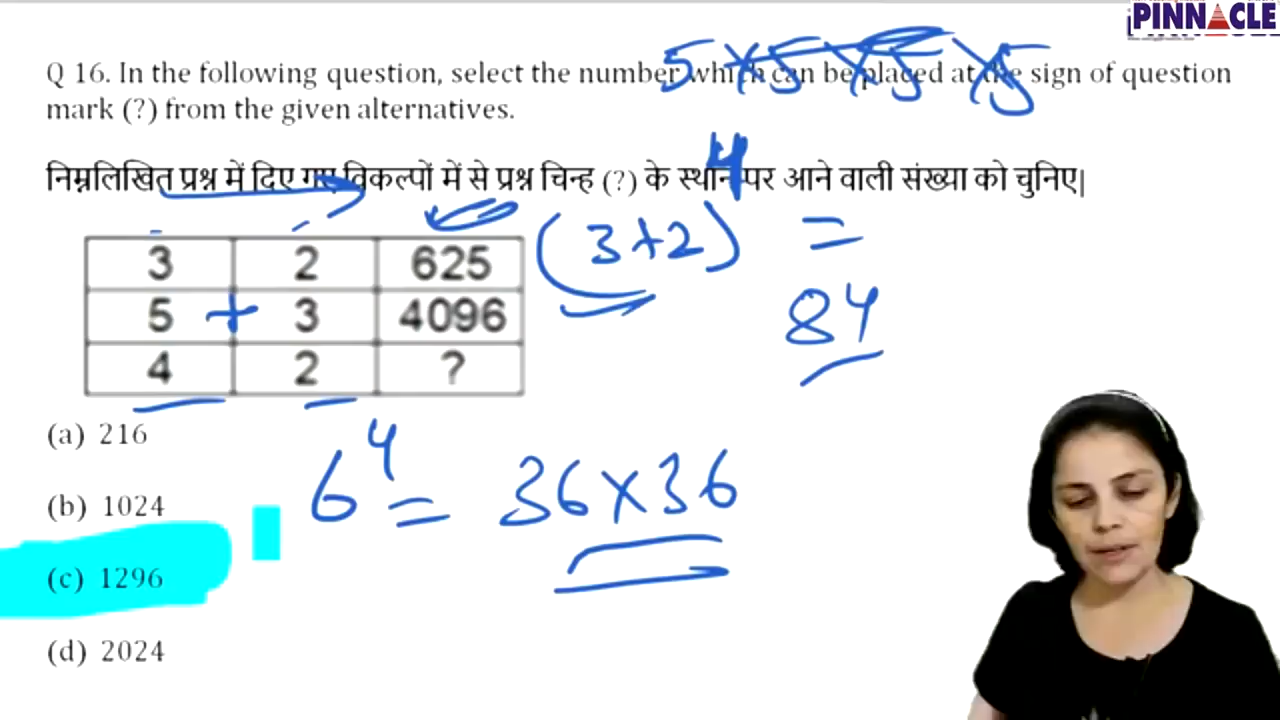 PINNACLE
5×5×5×5
Q 16. In the following question, select the number which can be placed at the sign of question
mark (?) from the given alternatives.
निम्नलिखित प्रश्न में दिए गए विकल्पों में से प्रश्न चिन्ह (?) के स्थान पर आने वाली संख्या को चुनिए|
3 2 625 (3+2)⁴ =
5 + 3 4096 8⁴
4 2 ?
(a) 216
6⁴ = 36×36
(b) 1024
(c) 1296
(d) 2024